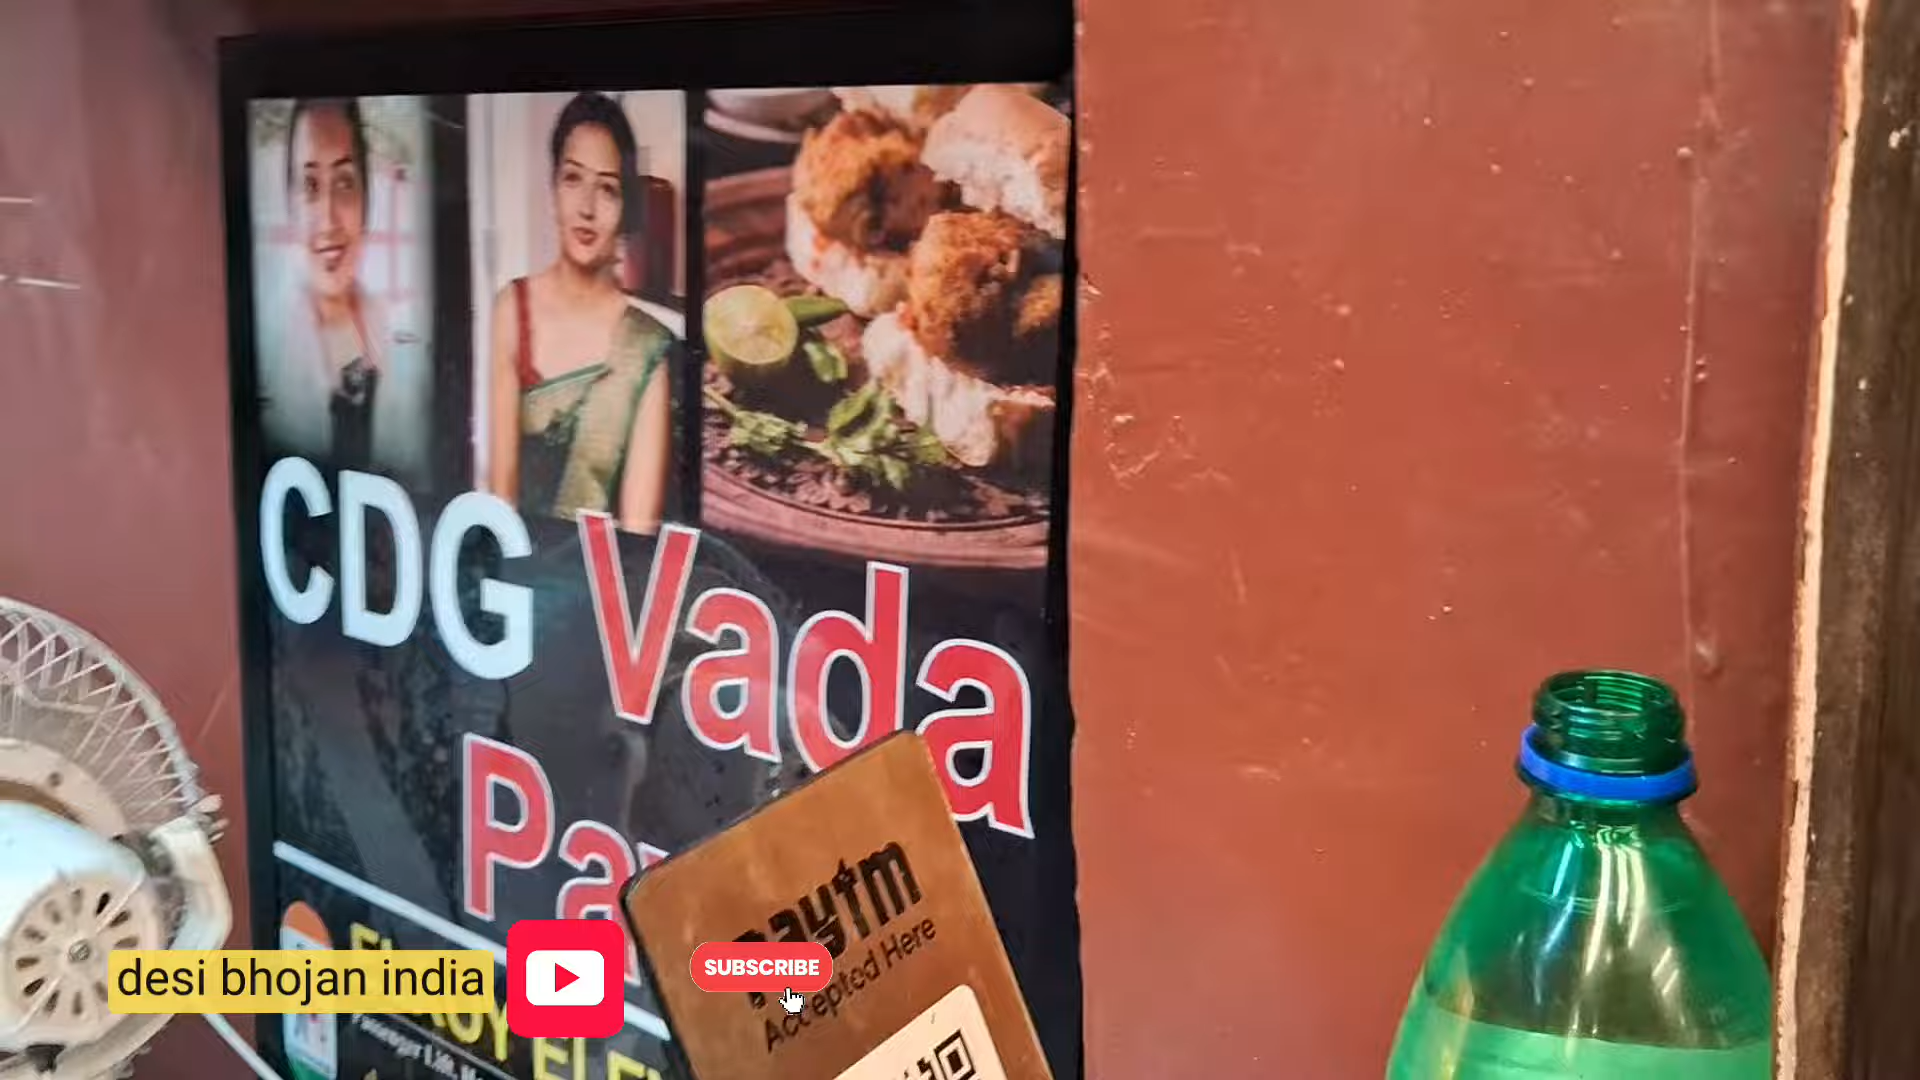 CDG Vada
Pa
paytm
Accepted Here
desi bhojan india
SUBSCRIBE